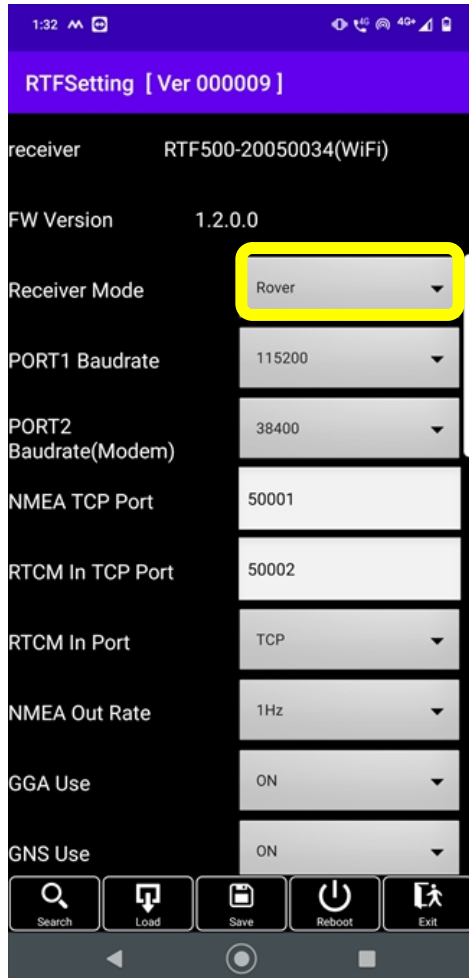 1:32 4G 4G+
RTFSetting [ Ver 000009 ]
receiver RTF500-20050034(WiFi)
FW Version 1.2.0.0
Receiver Mode Rover
PORT1 Baudrate 115200
PORT2
Baudrate(Modem) 38400
NMEA TCP Port 50001
RTCM In TCP Port 50002
RTCM In Port TCP
NMEA Out Rate 1Hz
GGA Use ON
GNS Use ON
Search Load Save Reboot Exit